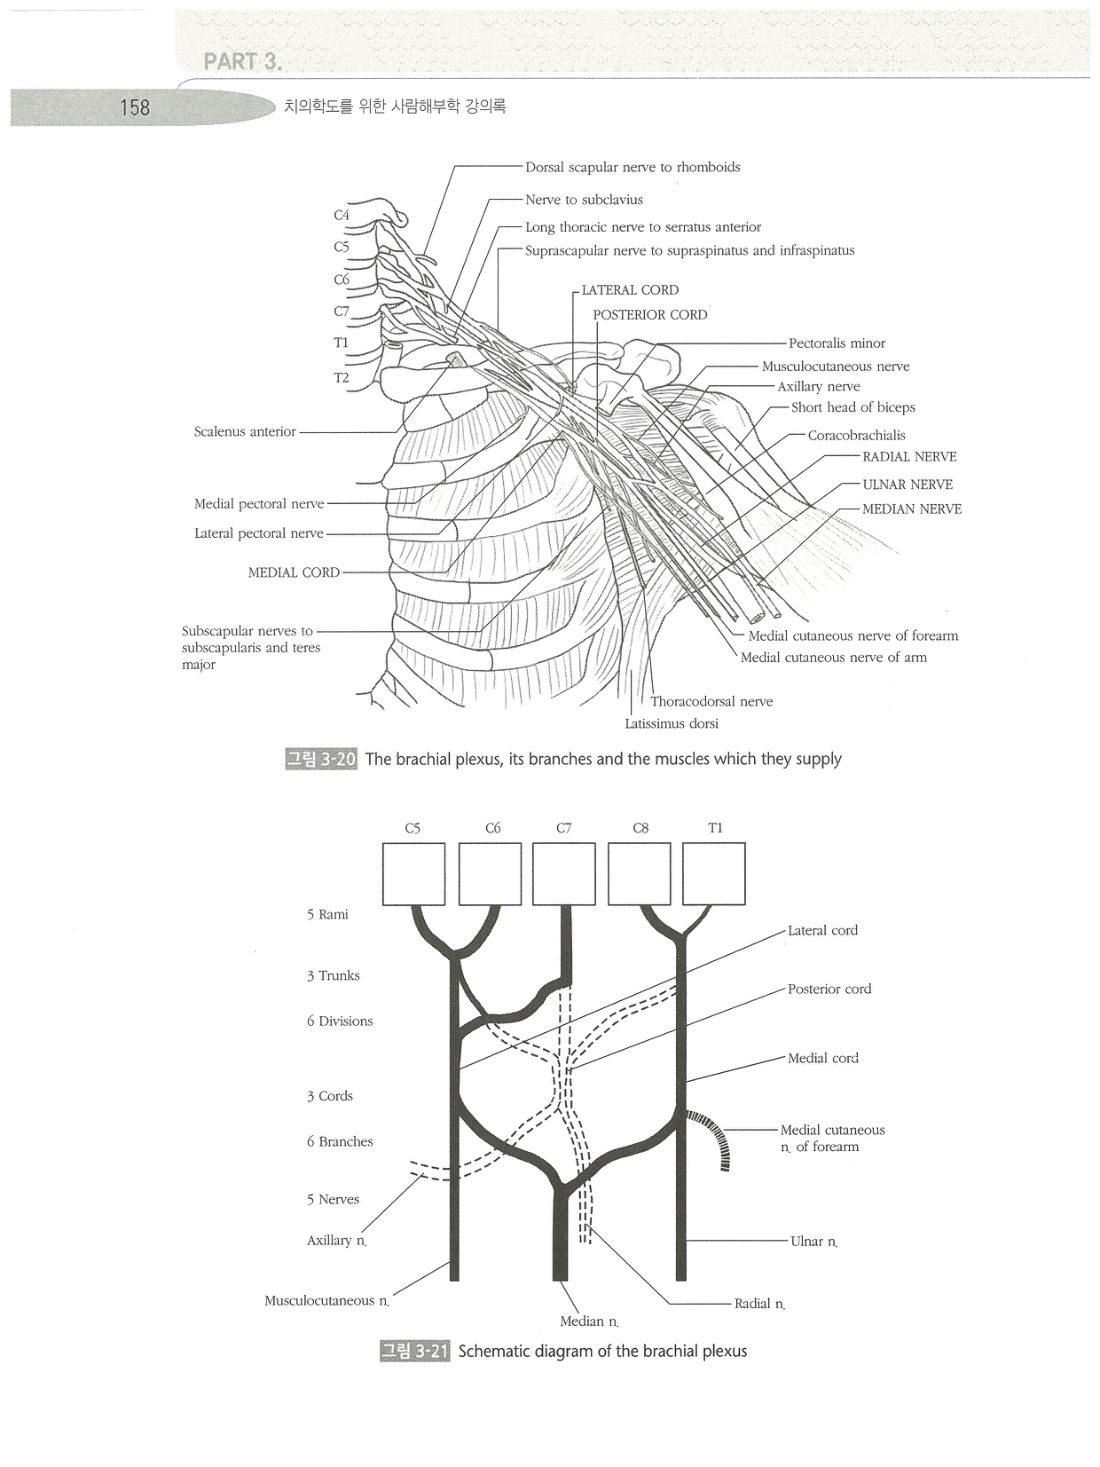 PART 3.
158
치의학도를 위한 사람해부학 강의록
Dorsal scapular nerve to rhomboids
Nerve to subclavius
Long thoracic nerve to serratus anterior
Suprascapular nerve to supraspinatus and infraspinatus
LATERAL CORD
POSTERIOR CORD
C4
C5
C6
C7
T1
T2
Pectoralis minor
Musculocutaneous nerve
Axillary nerve
Short head of biceps
Coracobrachialis
RADIAL NERVE
ULNAR NERVE
MEDIAN NERVE
Scalenus anterior
Medial pectoral nerve
Lateral pectoral nerve
MEDIAL CORD
Subscapular nerves to
subscapularis and teres
major
Medial cutaneous nerve of forearm
Medial cutaneous nerve of arm
Thoracodorsal nerve
Latissimus dorsi
그림 3-20 The brachial plexus, its branches and the muscles which they supply
C5 C6 C7 C8 T1
5 Rami
3 Trunks
6 Divisions
3 Cords
6 Branches
5 Nerves
Axillary n.
Musculocutaneous n.
Lateral cord
Posterior cord
Medial cord
Medial cutaneous
n. of forearm
Ulnar n.
Radial n.
Median n.
그림 3-21 Schematic diagram of the brachial plexus